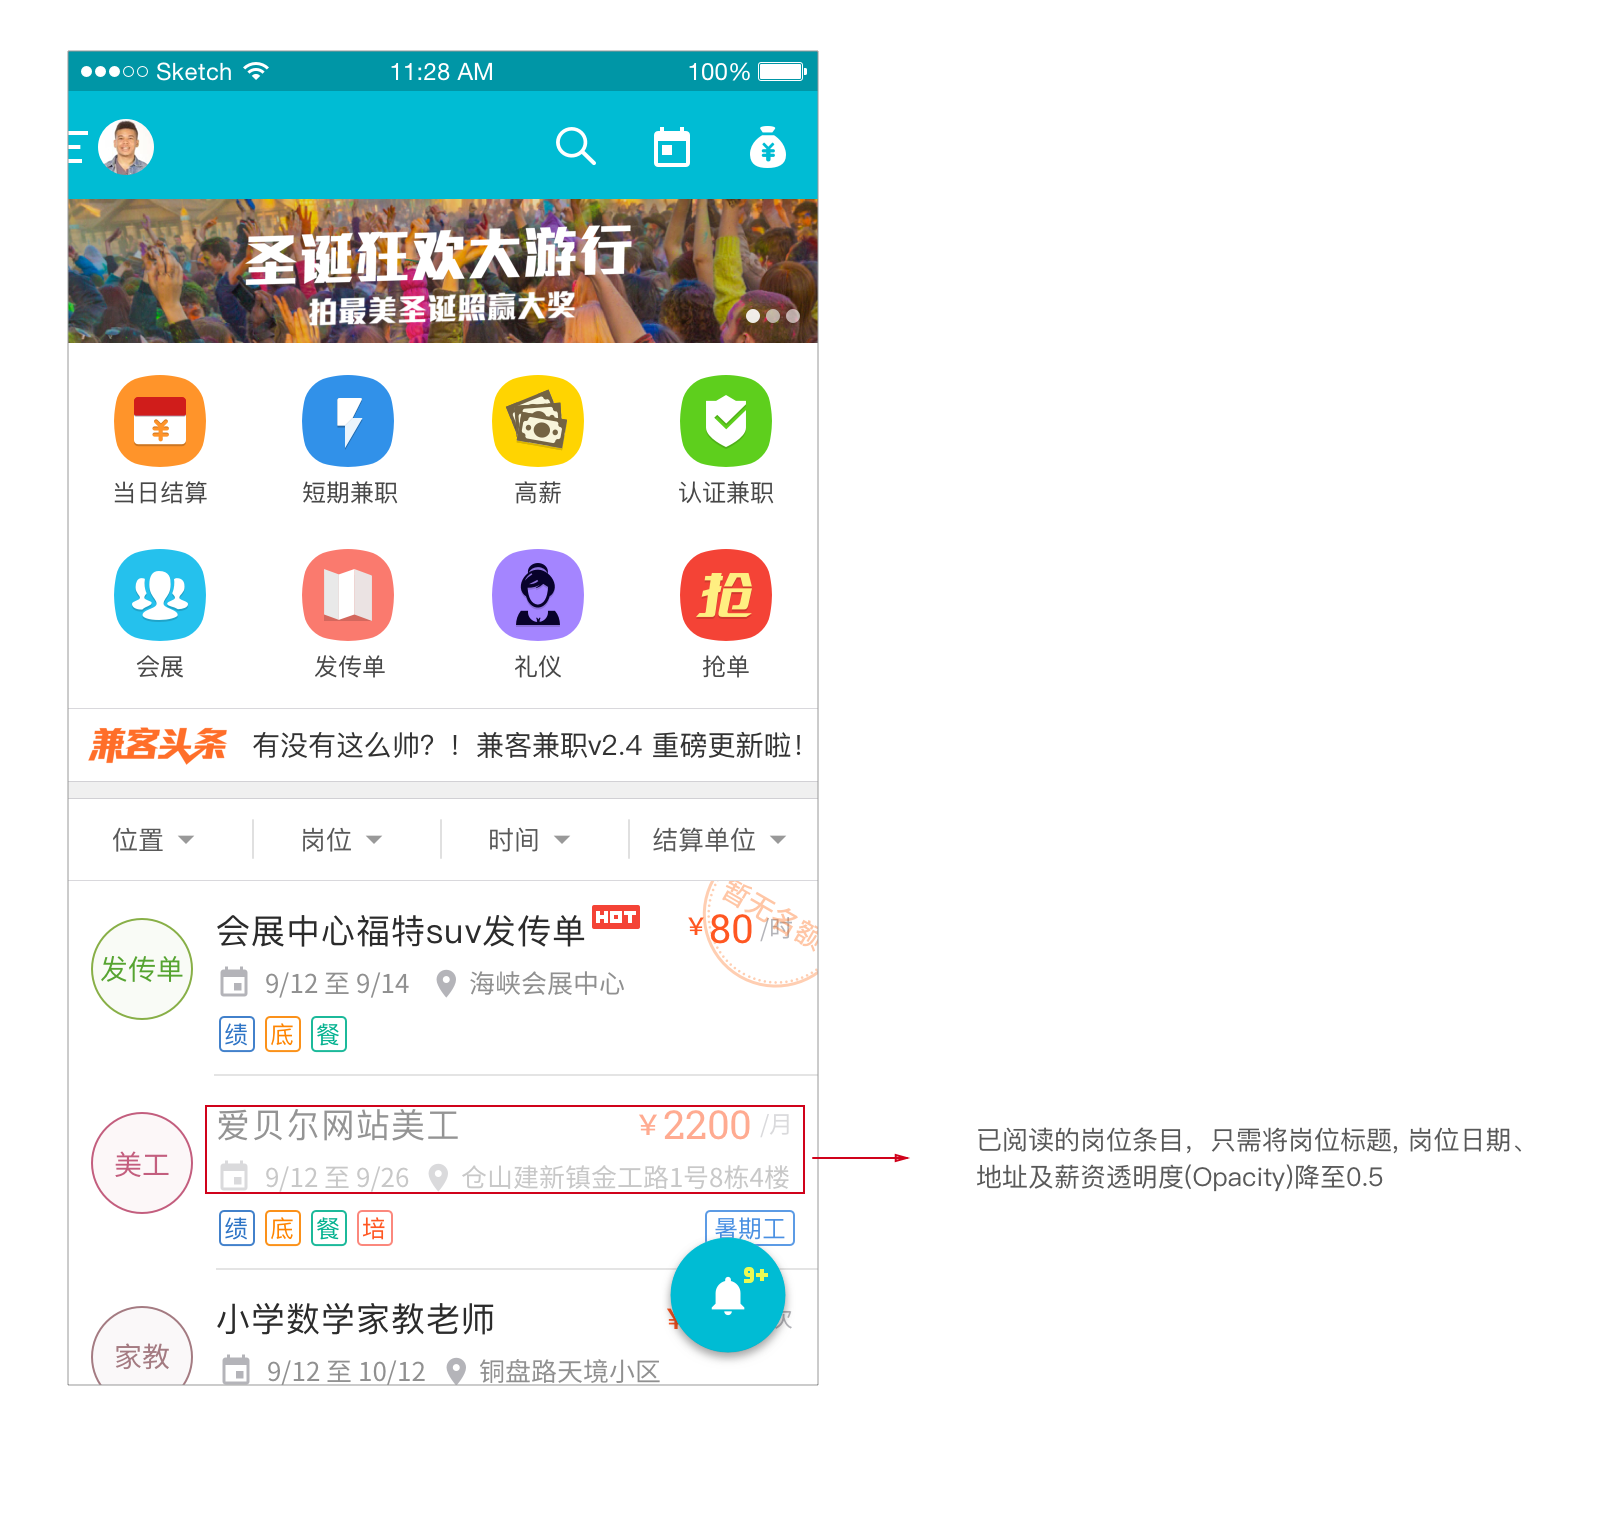 Sketch 11:28 AM 100%
圣诞狂欢大游行
拍最美圣诞照赢大奖
当日结算 短期兼职 高薪 认证兼职
抢
会展 发传单 礼仪 抢单
兼客头条 有没有这么帅？！兼客兼职v2.4 重磅更新啦！
位置 岗位 时间 结算单位
暂无名额
会展中心福特suv发传单 HOT ¥80 /时
发传单
9/12 至 9/14 海峡会展中心
绩 底 餐
爱贝尔网站美工 ¥2200 /月
美工
9/12 至 9/26 仓山建新镇金工路1号8栋4楼
绩 底 餐 培 暑期工
9+
小学数学家教老师 ¥ 次
家教
9/12 至 10/12 铜盘路天境小区
已阅读的岗位条目，只需将岗位标题, 岗位日期、
地址及薪资透明度(Opacity)降至0.5